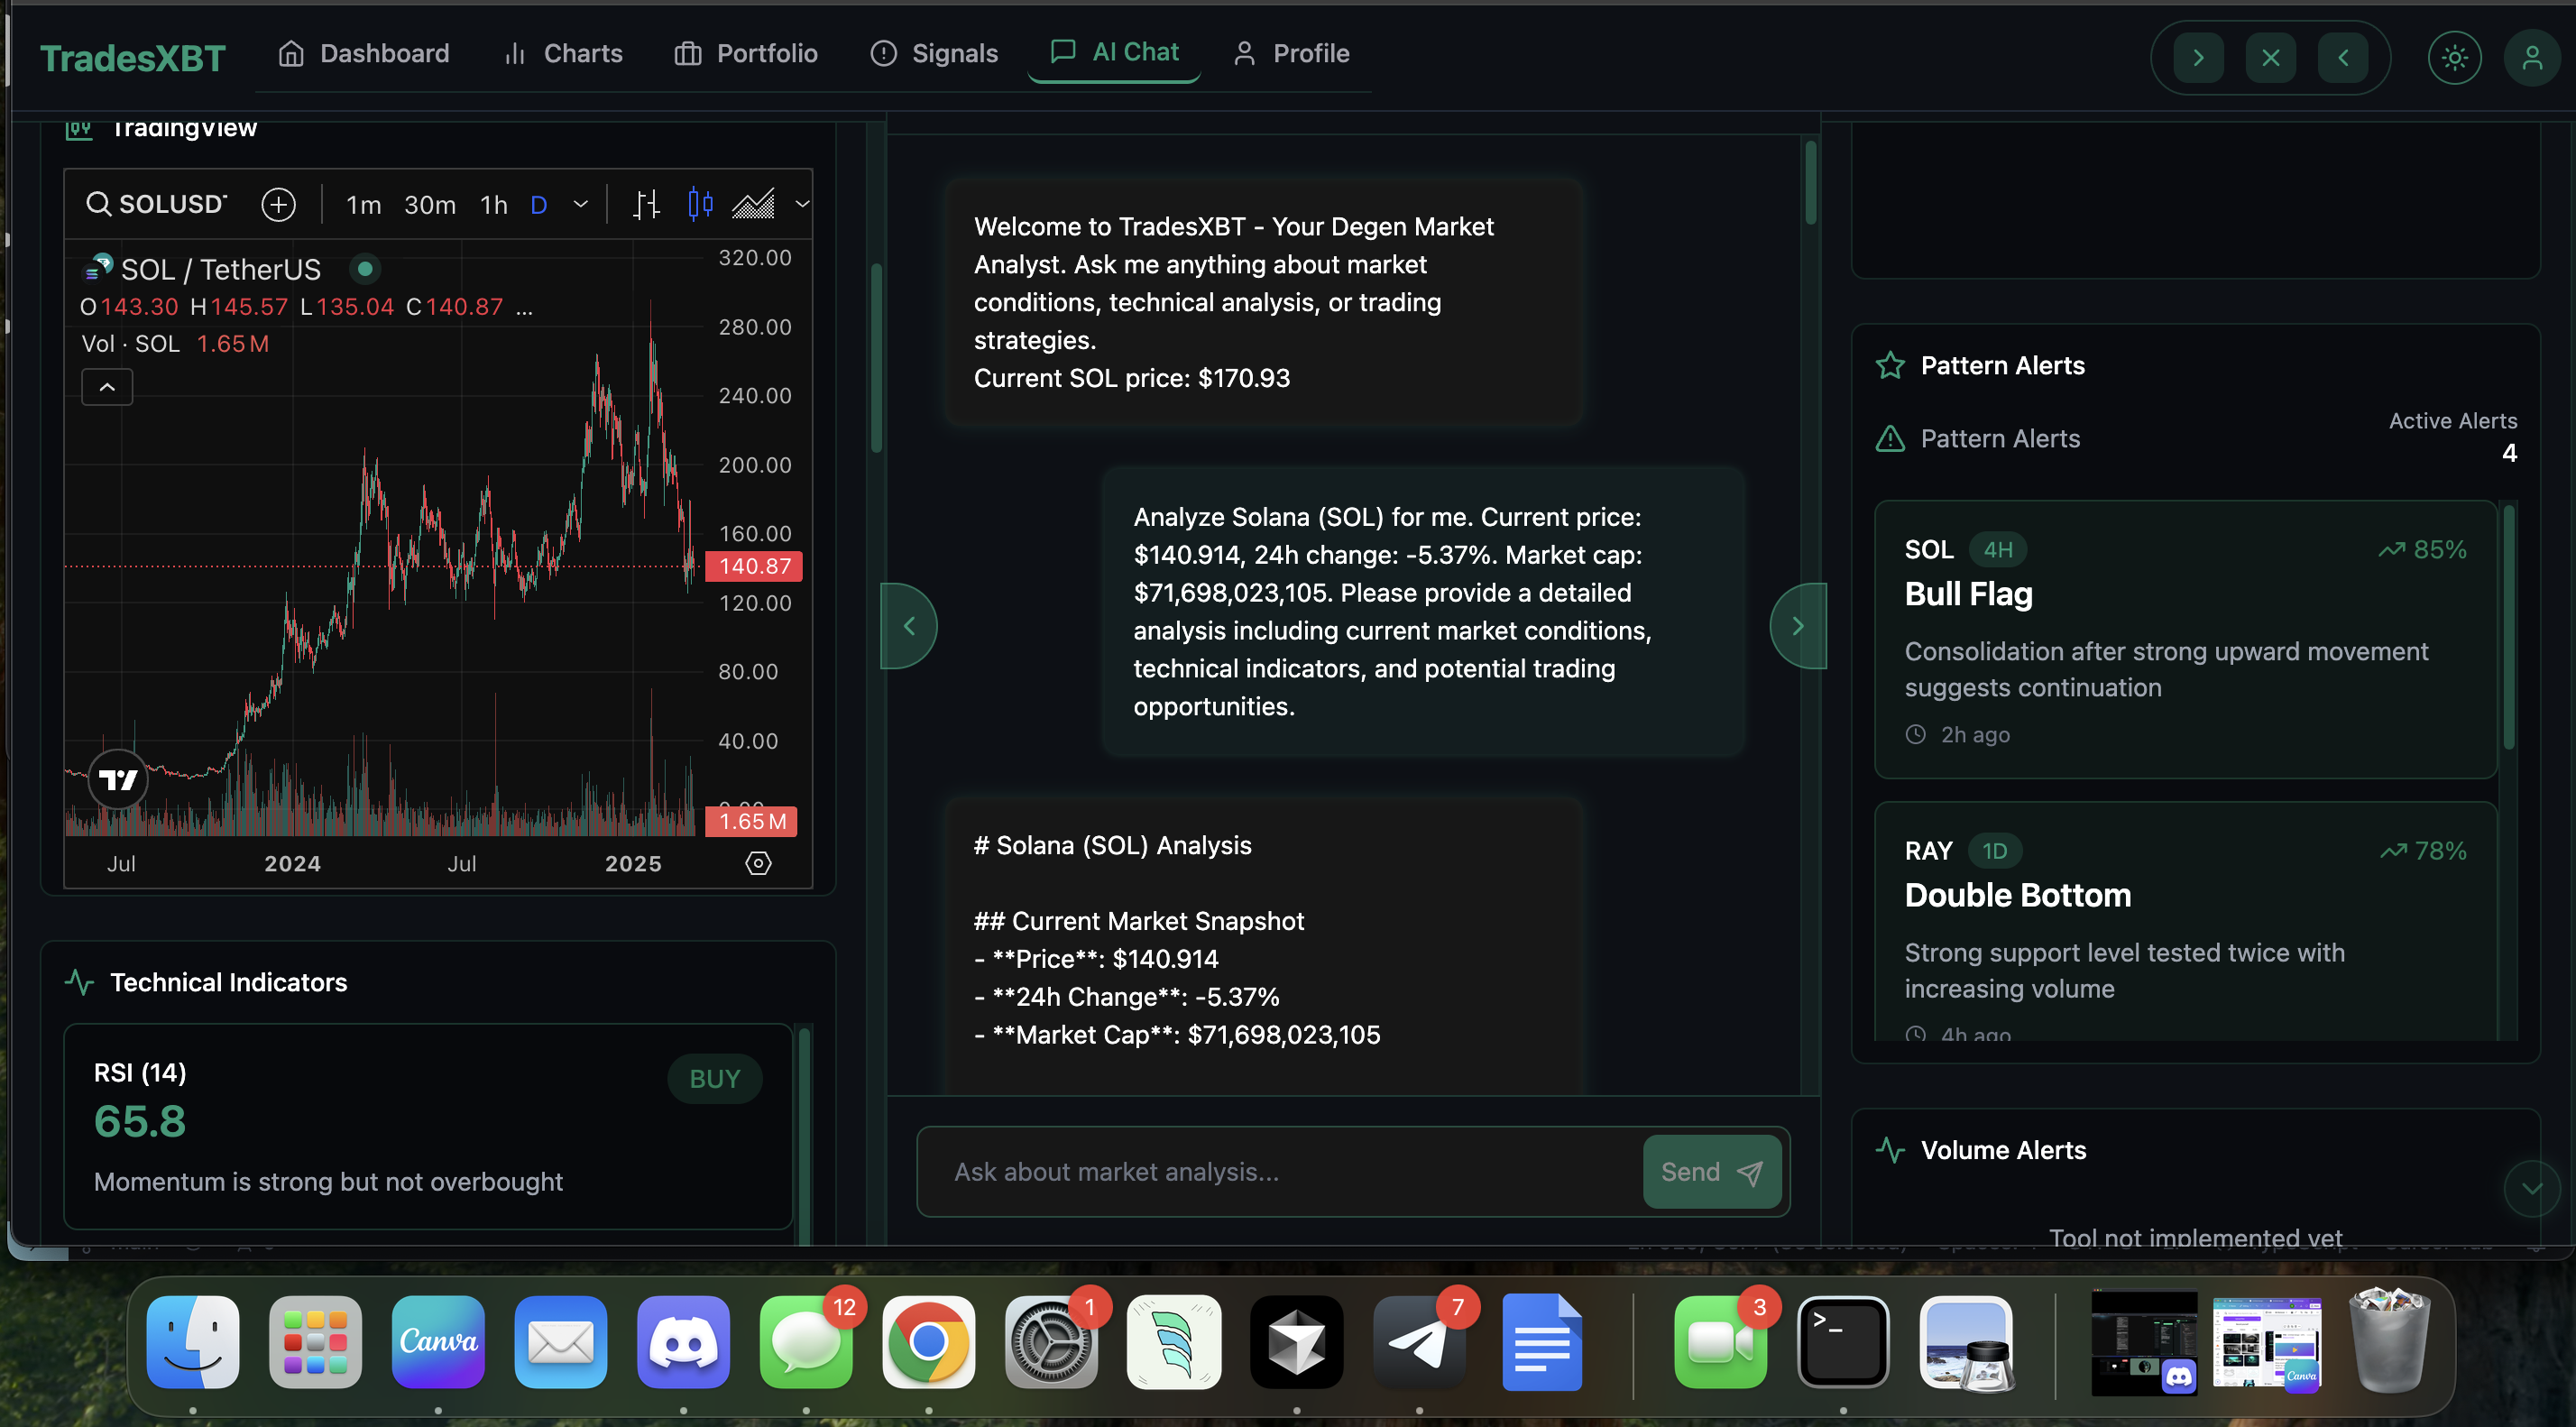 TradesXBT
Dashboard
Charts
Portfolio
Signals
AI Chat
Profile
TradingView
SOLUSDT
1m 30m 1h D
SOL / TetherUS
O143.30 H145.57 L135.04 C140.87 ...
Vol · SOL 1.65 M
320.00
280.00
240.00
200.00
160.00
140.87
120.00
80.00
40.00
0.00
1.65 M
Jul 2024 Jul 2025
Technical Indicators
RSI (14)
BUY
65.8
Momentum is strong but not overbought
Welcome to TradesXBT - Your Degen Market
Analyst. Ask me anything about market
conditions, technical analysis, or trading
strategies.
Current SOL price: $170.93
Analyze Solana (SOL) for me. Current price:
$140.914, 24h change: -5.37%. Market cap:
$71,698,023,105. Please provide a detailed
analysis including current market conditions,
technical indicators, and potential trading
opportunities.
# Solana (SOL) Analysis
## Current Market Snapshot
- **Price**: $140.914
- **24h Change**: -5.37%
- **Market Cap**: $71,698,023,105
Ask about market analysis...
Send
Pattern Alerts
Pattern Alerts
Active Alerts
4
SOL 4H
85%
Bull Flag
Consolidation after strong upward movement
suggests continuation
2h ago
RAY 1D
78%
Double Bottom
Strong support level tested twice with
increasing volume
4h ago
Volume Alerts
Tool not implemented yet
Canva
12
1
7
3
>_
Canva